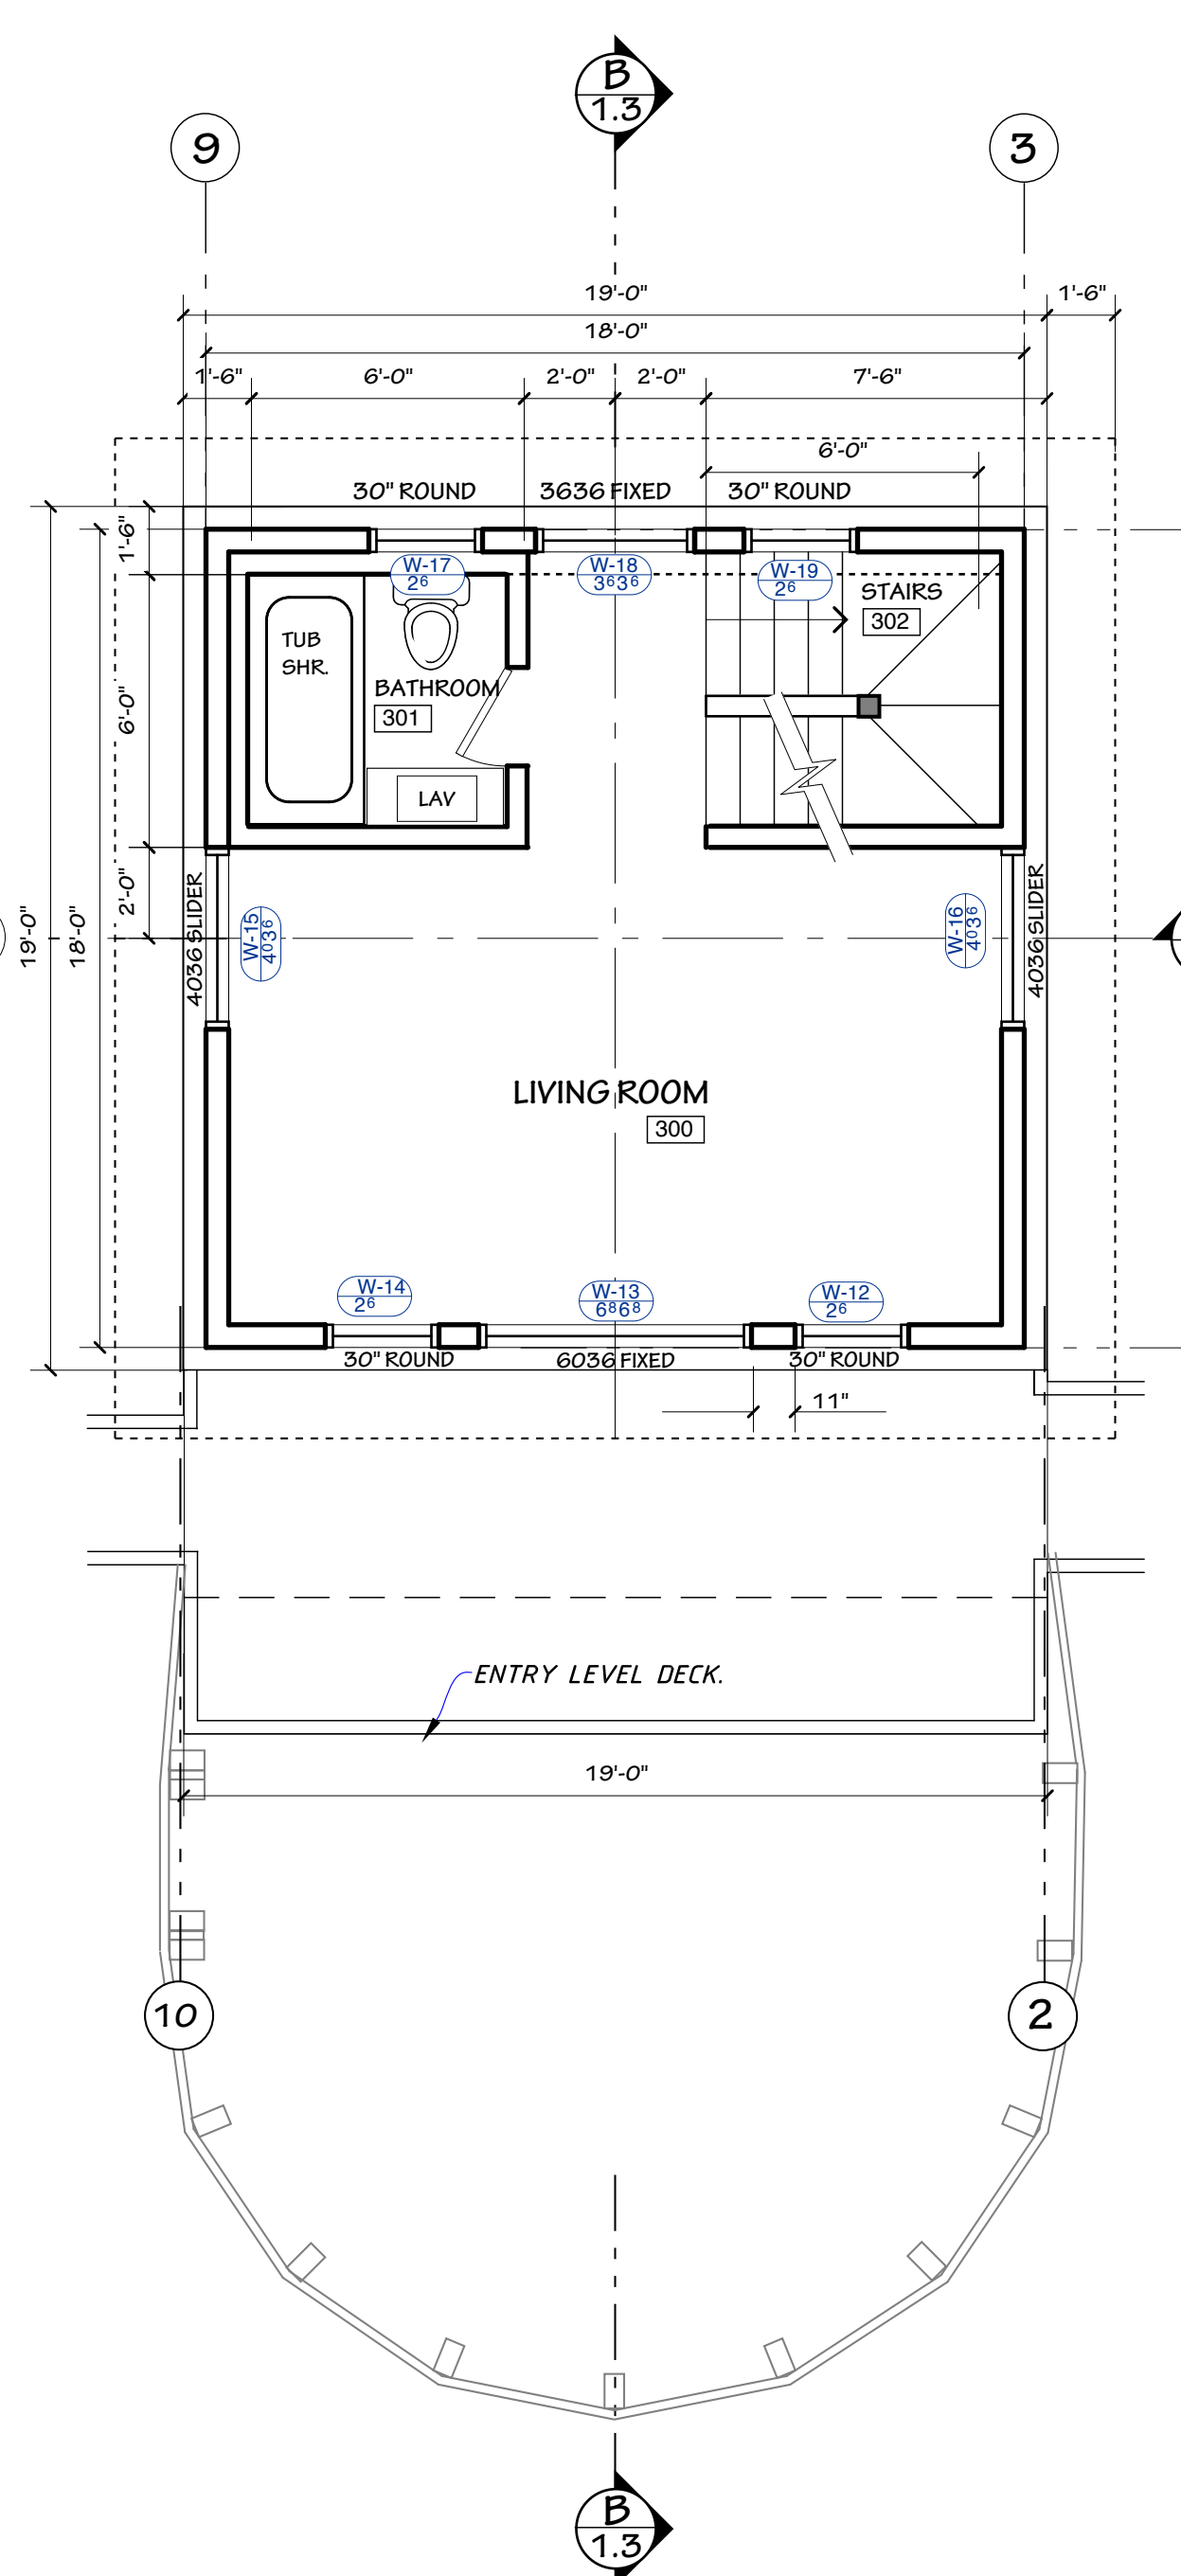 B
1.3
9
3
19'-0"
1'-6"
18'-0"
1'-6"
6'-0"
2'-0"
2'-0"
7'-6"
6'-0"
30" ROUND
3636 FIXED
30" ROUND
1'-6"
W-17
2⁶
W-18
3⁶3⁶
W-19
2⁶
STAIRS
302
TUB
SHR.
BATHROOM
301
6'-0"
LAV
2'-0"
19'-0"
18'-0"
4036 SLIDER
W-15
4⁰3⁶
W-16
4⁰3⁶
4036 SLIDER
LIVING ROOM
300
W-14
2⁶
W-13
6⁸6⁸
W-12
2⁶
30" ROUND
6036 FIXED
30" ROUND
11"
ENTRY LEVEL DECK.
19'-0"
10
2
B
1.3